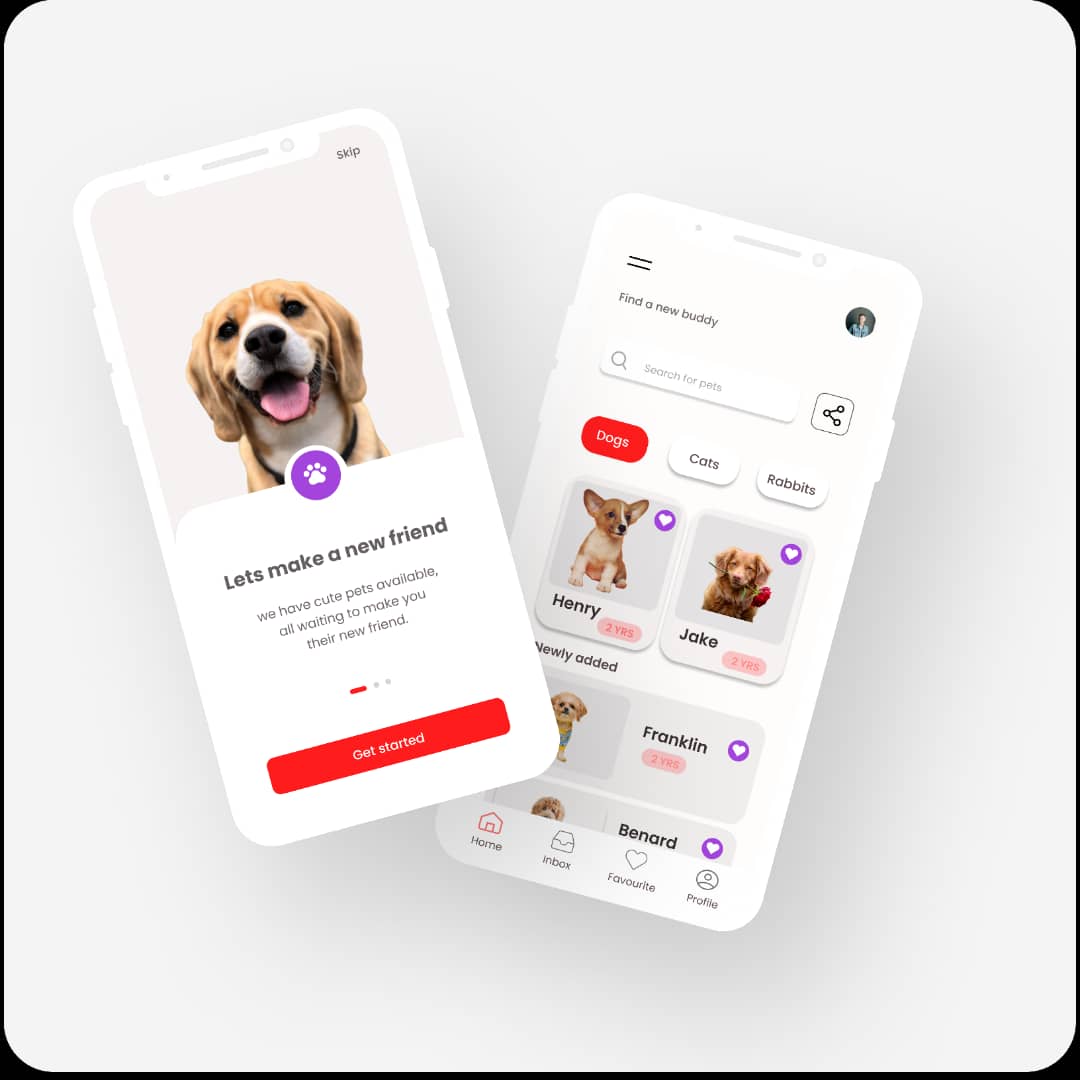 skip
Lets make a new friend
we have cute pets available,
all waiting to make you
their new friend.
Get started
Find a new buddy
Search for pets
Dogs
Cats
Rabbits
Henry
2 YRS
Jake
2 YRS
Newly added
Franklin
2 YRS
Benard
Home
Inbox
Favourite
Profile